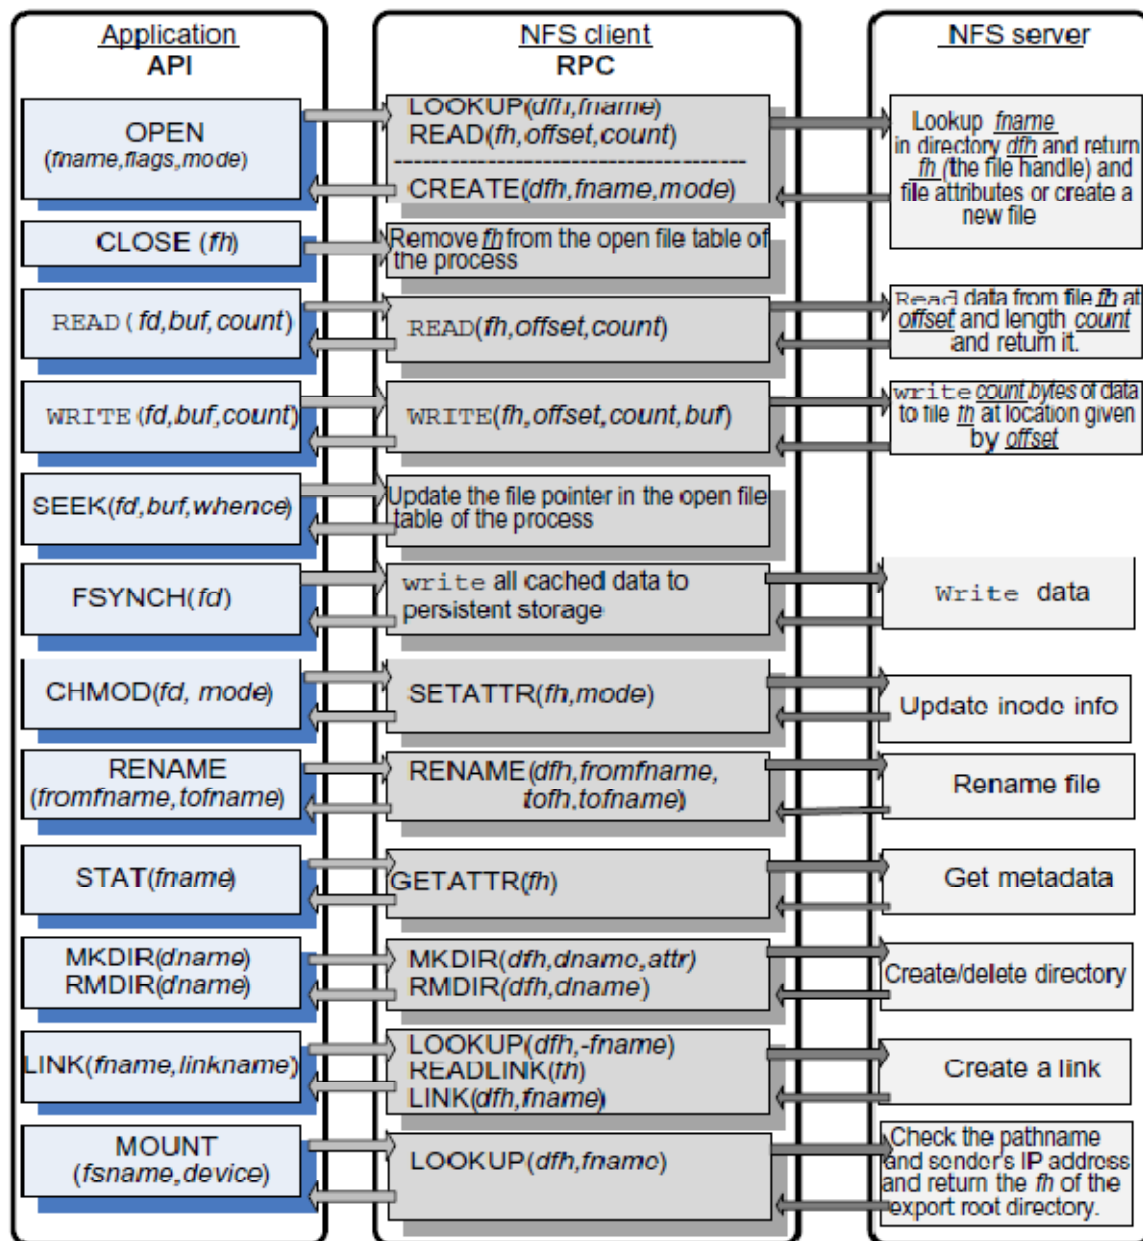 Application
API
NFS client
RPC
NFS server
OPEN
(fname,flags,mode)
LOOKUP(dfh,fname)
READ(fh,offset,count)
CREATE(dfh,fname,mode)
Lookup fname
in directory dfh and return
fh (the file handle) and
file attributes or create a
new file
CLOSE (fh)
Remove fh from the open file table of
the process
READ( fd,buf,count)
READ(fh,offset,count)
Read data from file fh at
offset and length count
and return it.
WRITE(fd,buf,count)
WRITE(fh,offset,count,buf)
write count bytes of data
to file fh at location given
by offset
SEEK(fd,buf,whence)
Update the file pointer in the open file
table of the process
FSYNCH(fd)
write all cached data to
persistent storage
Write data
CHMOD(fd, mode)
SETATTR(fh,mode)
Update inode info
RENAME
(fromfname,tofname)
RENAME(dfh,fromfname,
tofh,tofname)
Rename file
STAT(fname)
GETATTR(fh)
Get metadata
MKDIR(dname)
RMDIR(dname)
MKDIR(dfh,dname,attr)
RMDIR(dfh,dname)
Create/delete directory
LINK(fname,linkname)
LOOKUP(dfh,-fname)
READLINK(fh)
LINK(dfh,fname)
Create a link
MOUNT
(fsname,device)
LOOKUP(dfh,fname)
Check the pathname
and sender's IP address
and return the fh of the
export root directory.